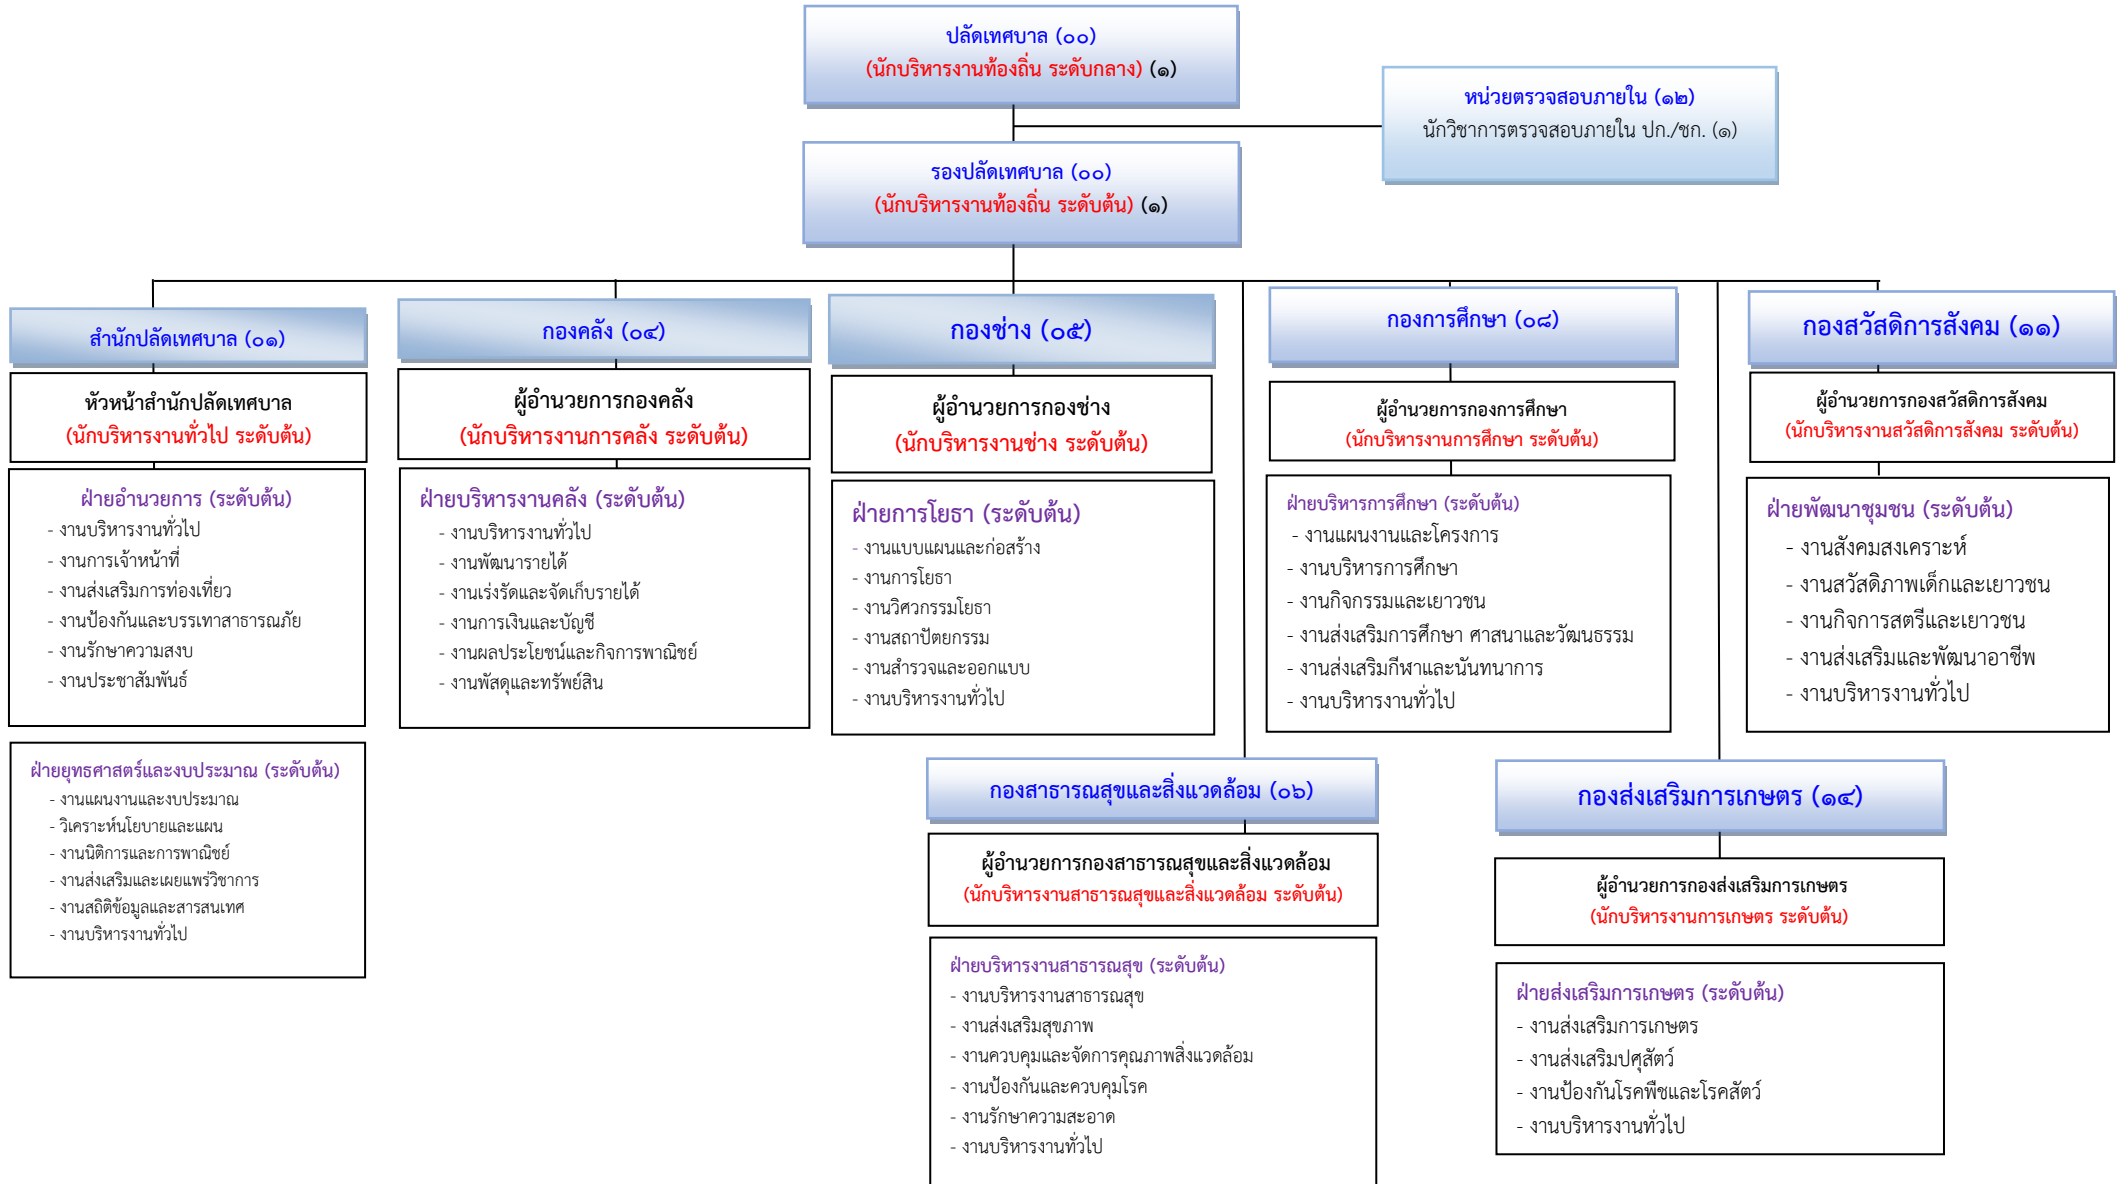 ปลัดเทศบาล (๐๐)
(นักบริหารงานท้องถิ่น ระดับกลาง) (๑)
หน่วยตรวจสอบภายใน (๑๒)
นักวิชาการตรวจสอบภายใน ปก./ชก. (๑)
รองปลัดเทศบาล (๐๐)
(นักบริหารงานท้องถิ่น ระดับต้น) (๑)
สำนักปลัดเทศบาล (๐๑)
หัวหน้าสำนักปลัดเทศบาล
(นักบริหารงานทั่วไป ระดับต้น)
ฝ่ายอำนวยการ (ระดับต้น)
- งานบริหารงานทั่วไป
- งานการเจ้าหน้าที่
- งานส่งเสริมการท่องเที่ยว
- งานป้องกันและบรรเทาสาธารณภัย
- งานรักษาความสงบ
- งานประชาสัมพันธ์
ฝ่ายยุทธศาสตร์และงบประมาณ (ระดับต้น)
- งานแผนงานและงบประมาณ
- วิเคราะห์นโยบายและแผน
- งานนิติการและการพาณิชย์
- งานส่งเสริมและเผยแพร่วิชาการ
- งานสถิติข้อมูลและสารสนเทศ
- งานบริหารงานทั่วไป
กองคลัง (๐๔)
ผู้อำนวยการกองคลัง
(นักบริหารงานการคลัง ระดับต้น)
ฝ่ายบริหารงานคลัง (ระดับต้น)
- งานบริหารงานทั่วไป
- งานพัฒนารายได้
- งานเร่งรัดและจัดเก็บรายได้
- งานการเงินและบัญชี
- งานผลประโยชน์และกิจการพาณิชย์
- งานพัสดุและทรัพย์สิน
กองช่าง (๐๕)
ผู้อำนวยการกองช่าง
(นักบริหารงานช่าง ระดับต้น)
ฝ่ายการโยธา (ระดับต้น)
- งานแบบแผนและก่อสร้าง
- งานการโยธา
- งานวิศวกรรมโยธา
- งานสถาปัตยกรรม
- งานสำรวจและออกแบบ
- งานบริหารงานทั่วไป
กองการศึกษา (๐๘)
ผู้อำนวยการกองการศึกษา
(นักบริหารงานการศึกษา ระดับต้น)
ฝ่ายบริหารการศึกษา (ระดับต้น)
- งานแผนงานและโครงการ
- งานบริหารการศึกษา
- งานกิจกรรมและเยาวชน
- งานส่งเสริมการศึกษา ศาสนาและวัฒนธรรม
- งานส่งเสริมกีฬาและนันทนาการ
- งานบริหารงานทั่วไป
กองสวัสดิการสังคม (๑๑)
ผู้อำนวยการกองสวัสดิการสังคม
(นักบริหารงานสวัสดิการสังคม ระดับต้น)
ฝ่ายพัฒนาชุมชน (ระดับต้น)
- งานสังคมสงเคราะห์
- งานสวัสดิภาพเด็กและเยาวชน
- งานกิจการสตรีและเยาวชน
- งานส่งเสริมและพัฒนาอาชีพ
- งานบริหารงานทั่วไป
กองสาธารณสุขและสิ่งแวดล้อม (๐๖)
ผู้อำนวยการกองสาธารณสุขและสิ่งแวดล้อม
(นักบริหารงานสาธารณสุขและสิ่งแวดล้อม ระดับต้น)
ฝ่ายบริหารงานสาธารณสุข (ระดับต้น)
- งานบริหารงานสาธารณสุข
- งานส่งเสริมสุขภาพ
- งานควบคุมและจัดการคุณภาพสิ่งแวดล้อม
- งานป้องกันและควบคุมโรค
- งานรักษาความสะอาด
- งานบริหารงานทั่วไป
กองส่งเสริมการเกษตร (๑๔)
ผู้อำนวยการกองส่งเสริมการเกษตร
(นักบริหารงานการเกษตร ระดับต้น)
ฝ่ายส่งเสริมการเกษตร (ระดับต้น)
- งานส่งเสริมการเกษตร
- งานส่งเสริมปศุสัตว์
- งานป้องกันโรคพืชและโรคสัตว์
- งานบริหารงานทั่วไป